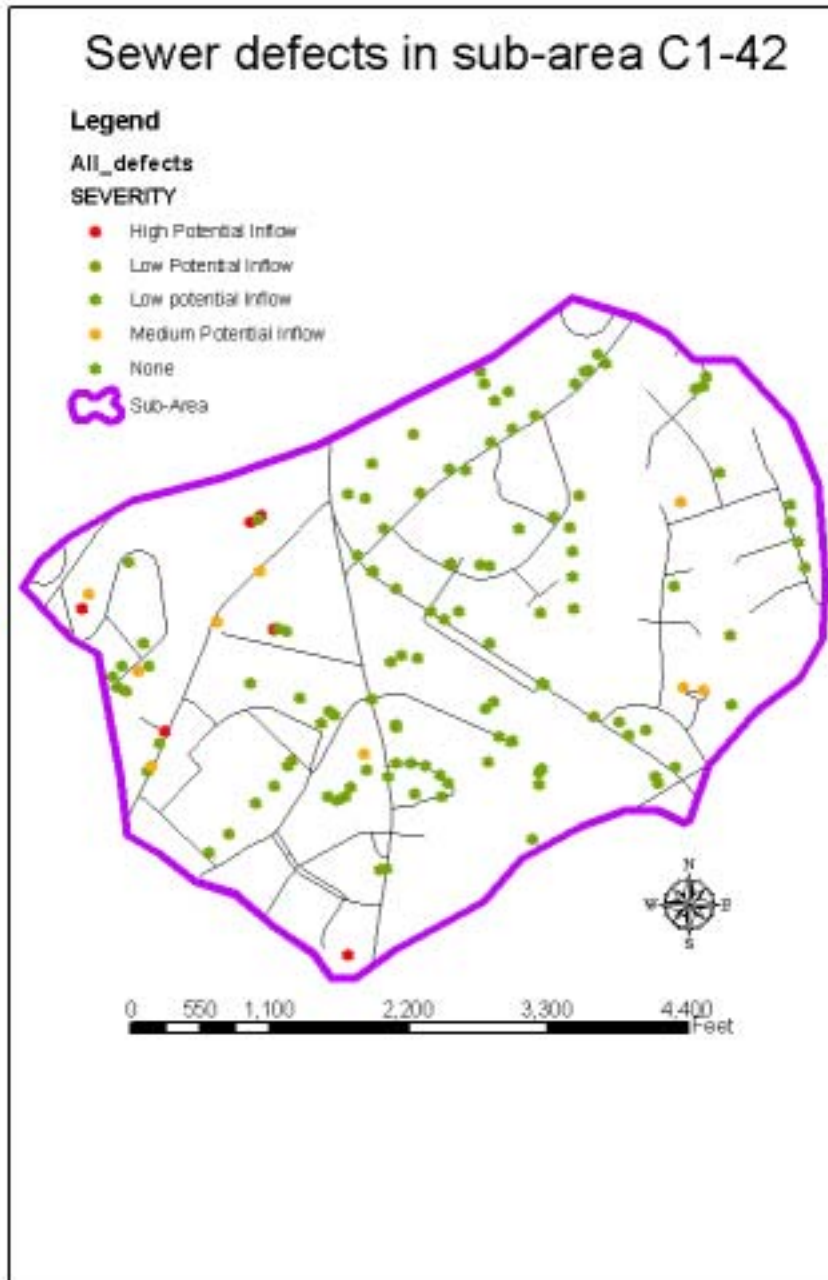 Sewer defects in sub-area C1-42
Legend
All_defects
SEVERITY
High Potential Inflow
Low Potential Inflow
Low potential Inflow
Medium Potential Inflow
None
Sub-Area
N
W E
S
0 550 1,100 2,200 3,300 4,400
Feet